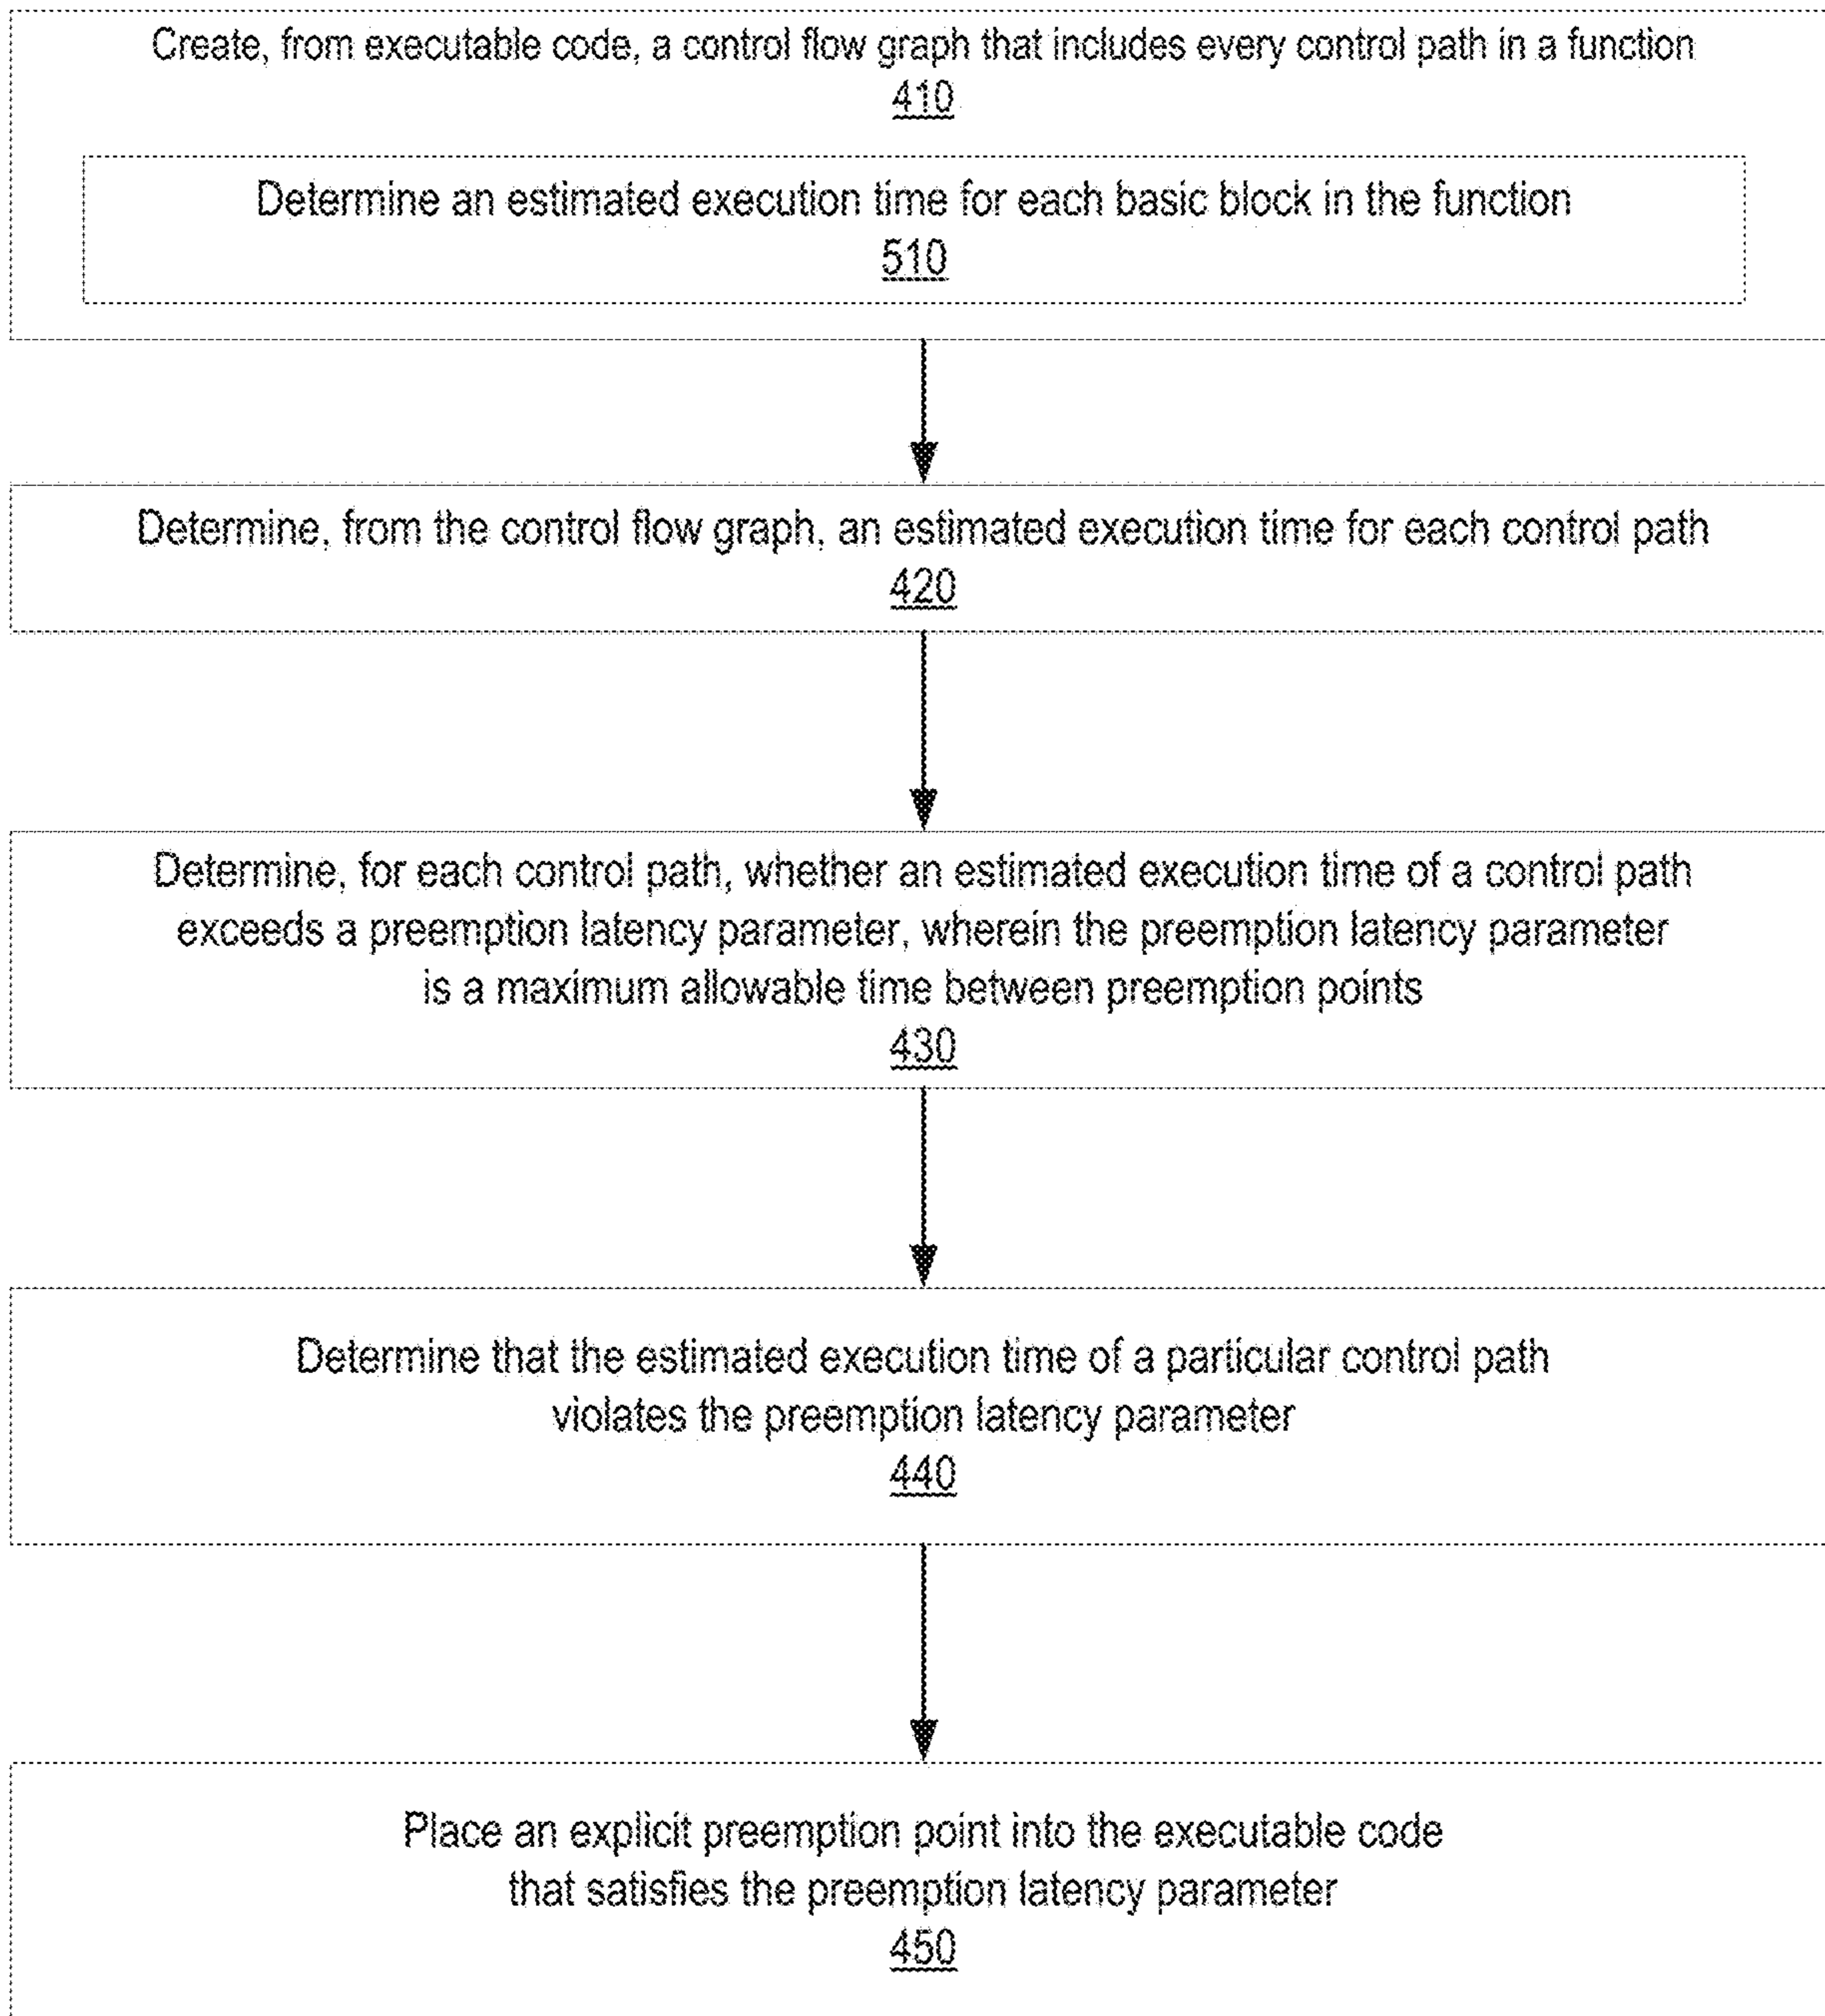 Create, from executable code, a control flow graph that includes every control path in a function
410
Determine an estimated execution time for each basic block in the function
510
Determine, from the control flow graph, an estimated execution time for each control path
420
Determine, for each control path, whether an estimated execution time of a control path
exceeds a preemption latency parameter, wherein the preemption latency parameter
is a maximum allowable time between preemption points
430
Determine that the estimated execution time of a particular control path
violates the preemption latency parameter
440
Place an explicit preemption point into the executable code
that satisfies the preemption latency parameter
450